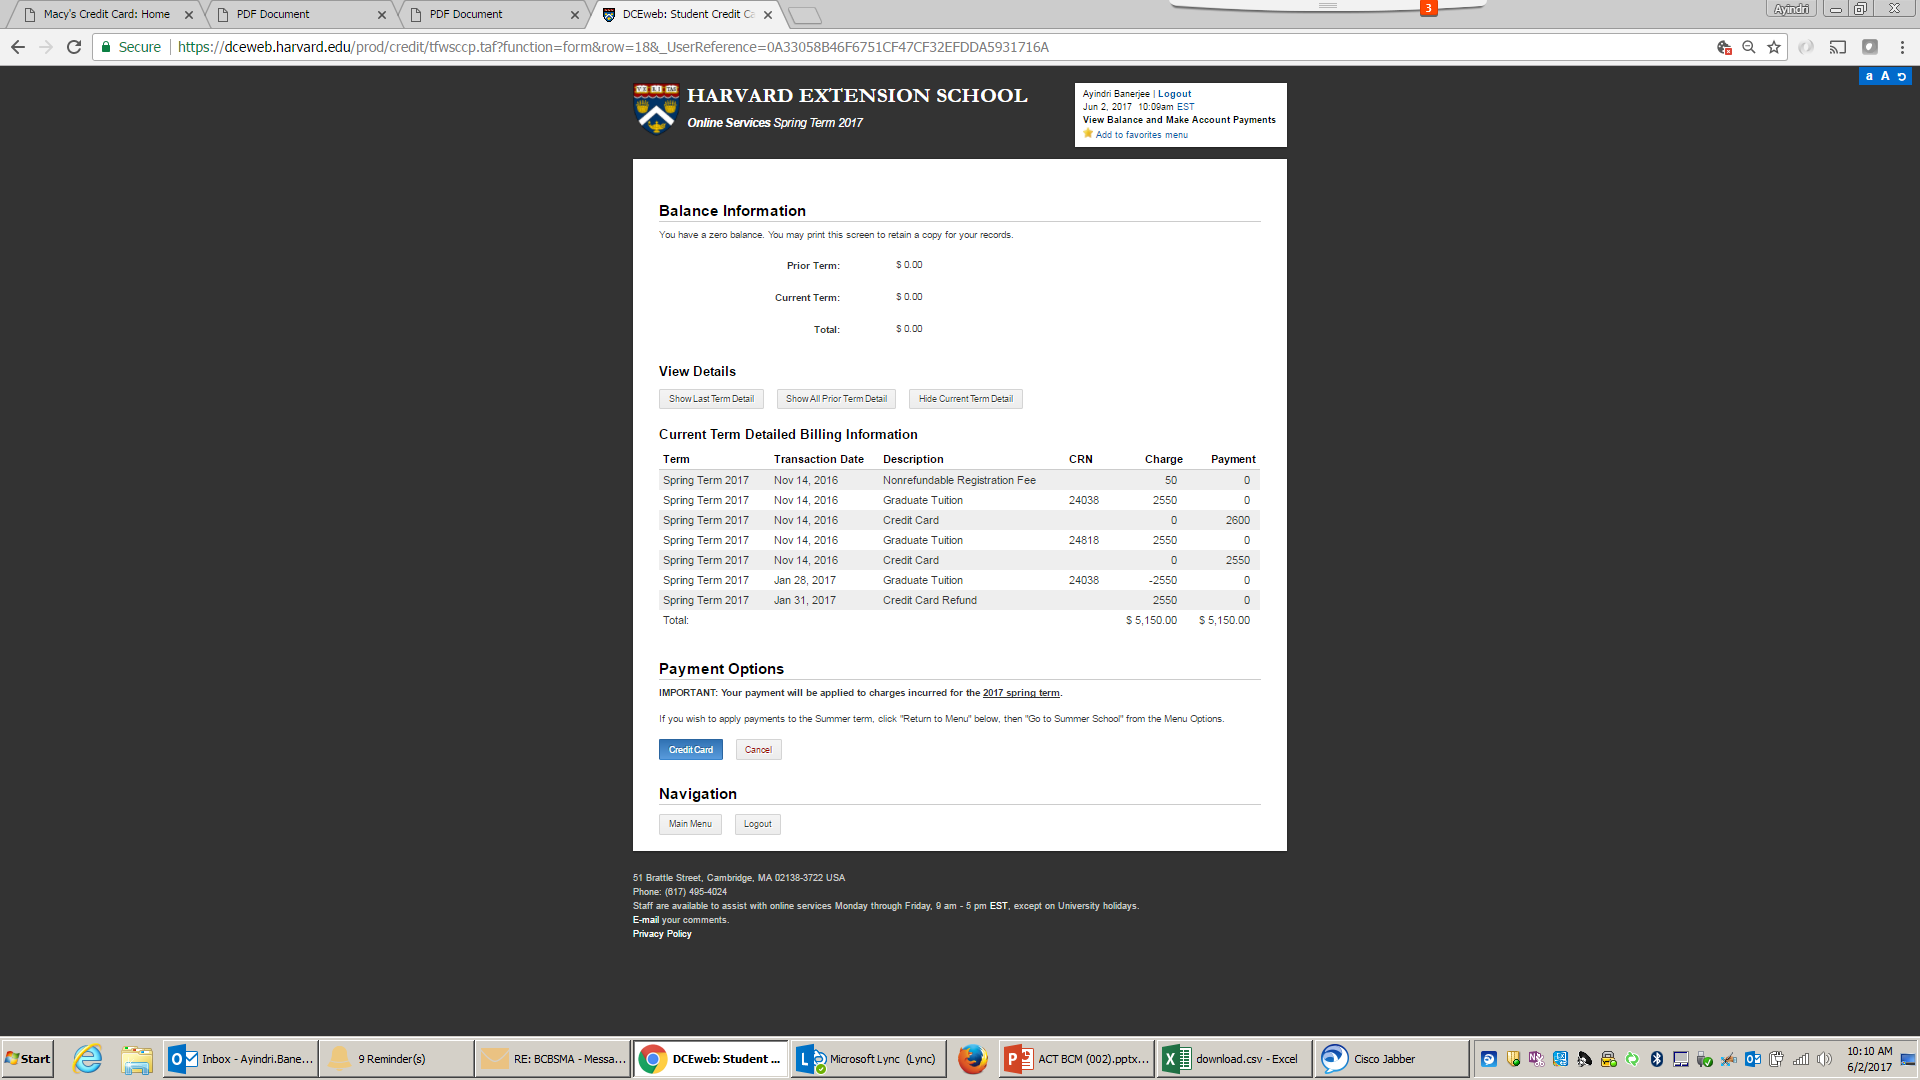 Macy's Credit Card: Home
PDF Document
PDF Document
DCEweb: Student Credit Ca
3
Ayindri
Secure
https://dceweb.harvard.edu/prod/credit/tfwsccp.taf?function=form&row=18&_UserReference=0A33058B46F6751CF47CF32EFDDA5931716A
a A
HARVARD EXTENSION SCHOOL
Online Services Spring Term 2017
Ayindri Banerjee | Logout
Jun 2, 2017 10:09am EST
View Balance and Make Account Payments
Add to favorites menu
Balance Information
You have a zero balance. You may print this screen to retain a copy for your records.
Prior Term: $ 0.00
Current Term: $ 0.00
Total: $ 0.00
View Details
Show Last Term Detail Show All Prior Term Detail Hide Current Term Detail
Current Term Detailed Billing Information
Term Transaction Date Description CRN Charge Payment
Spring Term 2017 Nov 14, 2016 Nonrefundable Registration Fee 50 0
Spring Term 2017 Nov 14, 2016 Graduate Tuition 24038 2550 0
Spring Term 2017 Nov 14, 2016 Credit Card 0 2600
Spring Term 2017 Nov 14, 2016 Graduate Tuition 24818 2550 0
Spring Term 2017 Nov 14, 2016 Credit Card 0 2550
Spring Term 2017 Jan 28, 2017 Graduate Tuition 24038 -2550 0
Spring Term 2017 Jan 31, 2017 Credit Card Refund 2550 0
Total: $ 5,150.00 $ 5,150.00
Payment Options
IMPORTANT: Your payment will be applied to charges incurred for the 2017 spring term.
If you wish to apply payments to the Summer term, click "Return to Menu" below, then "Go to Summer School" from the Menu Options.
Credit Card Cancel
Navigation
Main Menu Logout
51 Brattle Street, Cambridge, MA 02138-3722 USA
Phone: (617) 495-4024
Staff are available to assist with online services Monday through Friday, 9 am - 5 pm EST, except on University holidays.
E-mail your comments.
Privacy Policy
Start
Inbox - Ayindri.Bane...
9 Reminder(s)
RE: BCBSMA - Messa...
DCEweb: Student ...
Microsoft Lync (Lync)
ACT BCM (002).pptx...
download.csv - Excel
Cisco Jabber
10:10 AM
6/2/2017